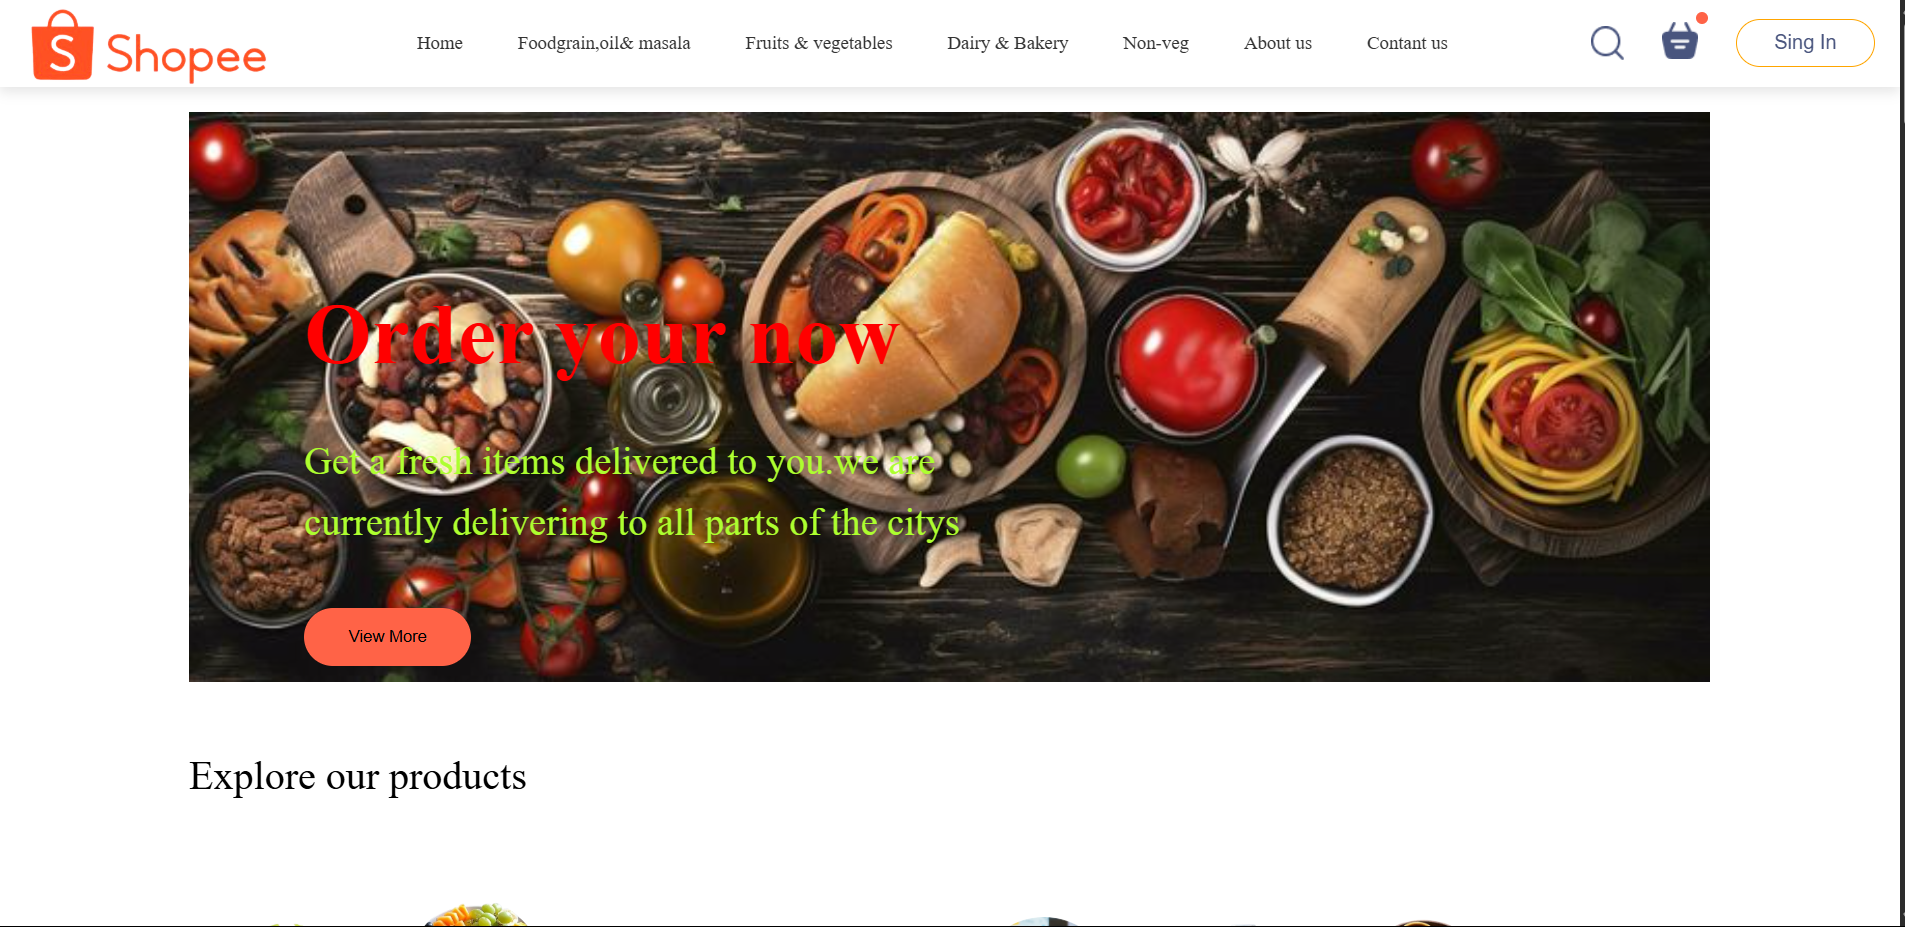 S Shopee
Home Foodgrain,oil& masala Fruits & vegetables Dairy & Bakery Non-veg About us Contant us Sing In
Order your now
Get a fresh items delivered to you.we are
currently delivering to all parts of the citys
View More
Explore our products